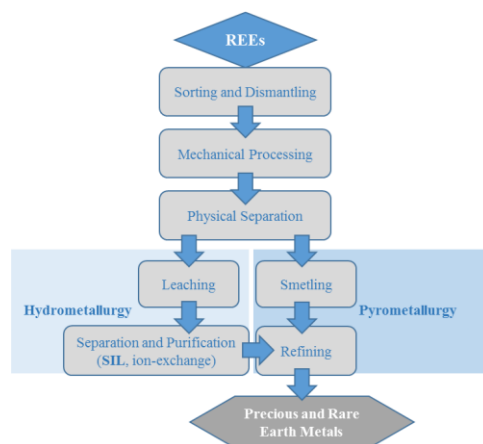 REEs
Sorting and Dismantling
Mechanical Processing
Physical Separation
Leaching
Smetling
Hydrometallurgy
Pyrometallurgy
Separation and Purification
(SIL, ion-exchange)
Refining
Precious and Rare
Earth Metals